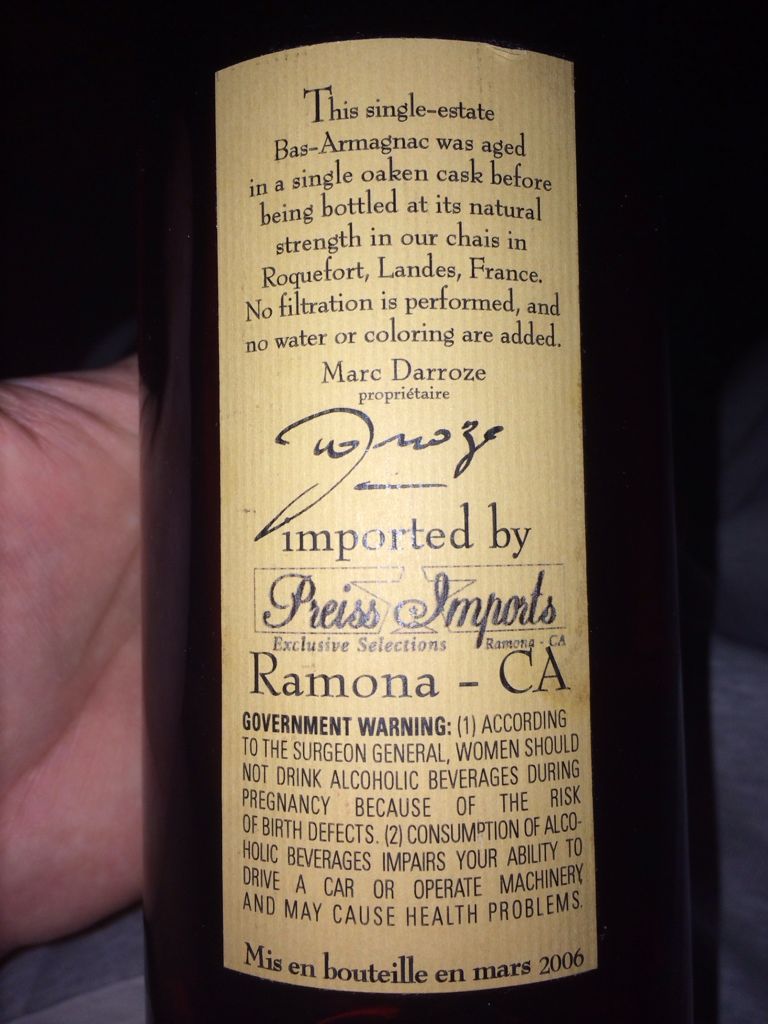 This single-estate
Bas-Armagnac was aged
in a single oaken cask before
being bottled at its natural
strength in our chais in
Roquefort, Landes, France.
No filtration is performed, and
no water or coloring are added.
Marc Darroze
propriétaire
Darroze
imported by
Preiss Imports
Exclusive Selections Ramona - CA
Ramona - CA
GOVERNMENT WARNING: (1) ACCORDING
TO THE SURGEON GENERAL, WOMEN SHOULD
NOT DRINK ALCOHOLIC BEVERAGES DURING
PREGNANCY BECAUSE OF THE RISK
OF BIRTH DEFECTS. (2) CONSUMPTION OF ALCO-
HOLIC BEVERAGES IMPAIRS YOUR ABILITY TO
DRIVE A CAR OR OPERATE MACHINERY,
AND MAY CAUSE HEALTH PROBLEMS.
Mis en bouteille en mars 2006